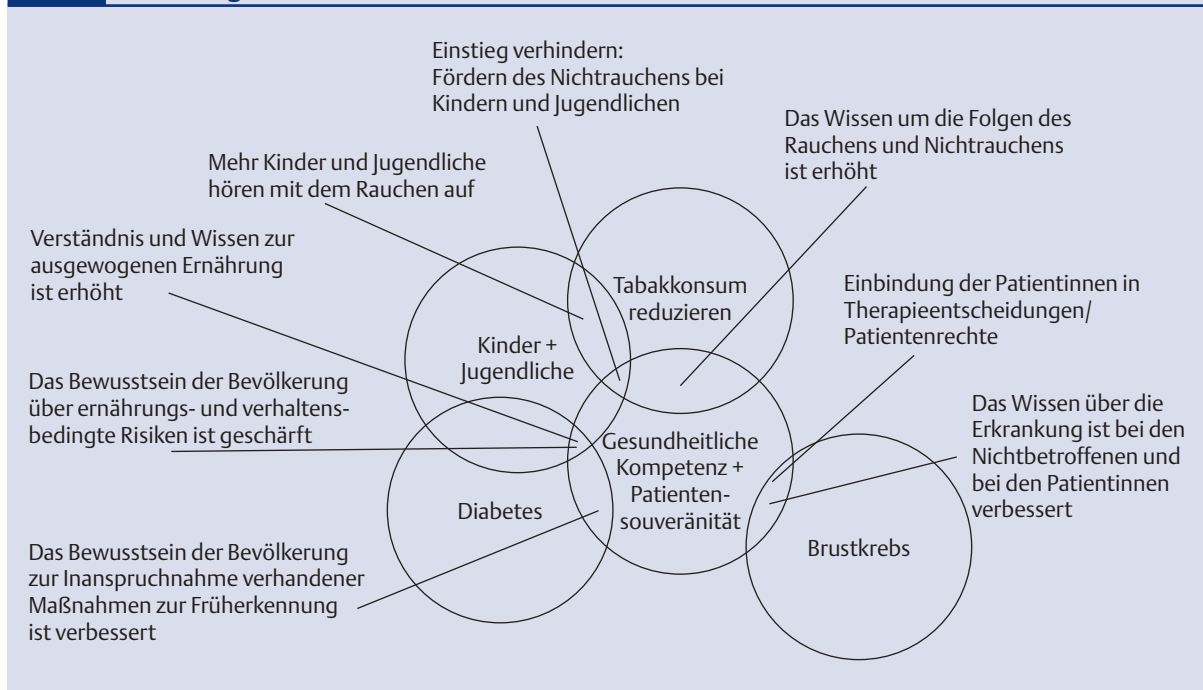 Einstieg verhindern:
Fördern des Nichtrauchens bei
Kindern und Jugendlichen
Das Wissen um die Folgen des
Rauchens und Nichtrauchens
ist erhöht
Mehr Kinder und Jugendliche
hören mit dem Rauchen auf
Verständnis und Wissen zur
ausgewogenen Ernährung
ist erhöht
Tabakkonsum
reduzieren
Einbindung der Patientinnen in
Therapieentscheidungen/
Patientenrechte
Kinder +
Jugendliche
Das Bewusstsein der Bevölkerung
über ernährungs- und verhaltens-
bedingte Risiken ist geschärft
Das Wissen über die
Erkrankung ist bei den
Nichtbetroffenen und
bei den Patientinnen
verbessert
Gesundheitliche
Kompetenz +
Patienten-
souveränität
Diabetes
Brustkrebs
Das Bewusstsein der Bevölkerung
zur Inanspruchnahme verhandener
Maßnahmen zur Früherkennung
ist verbessert